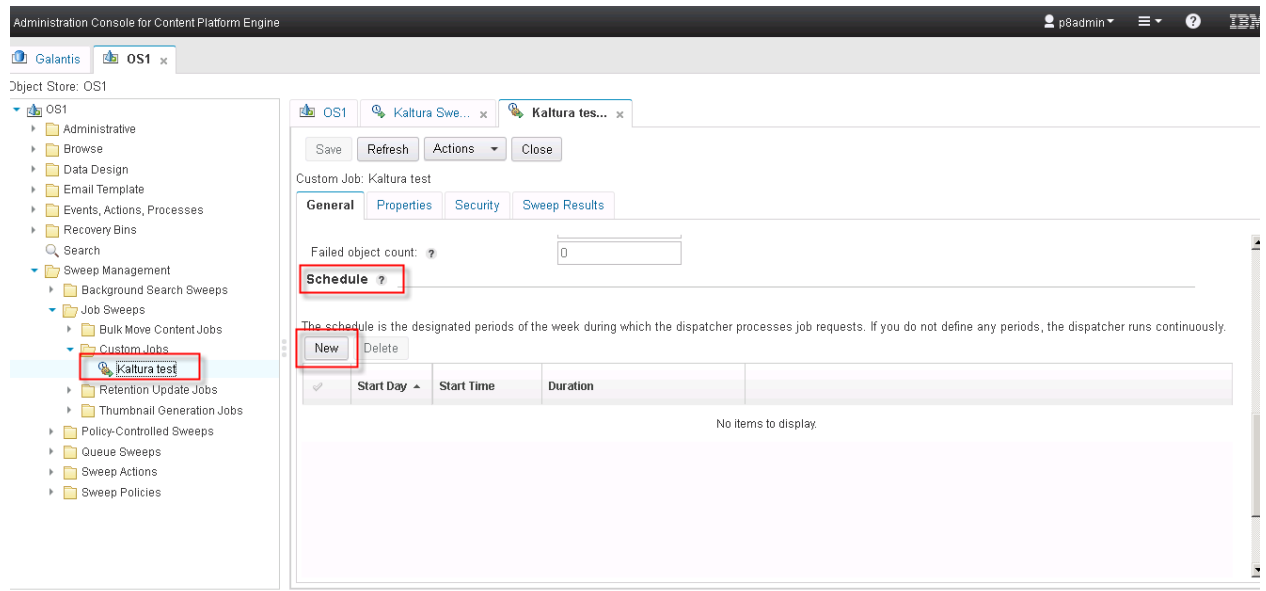 Administration Console for Content Platform Engine
p8admin
?
IBM
Galantis
OS1 x
Object Store: OS1
OS1
Administrative
Browse
Data Design
Email Template
Events, Actions, Processes
Recovery Bins
Search
Sweep Management
Background Search Sweeps
Job Sweeps
Bulk Move Content Jobs
Custom Jobs
Kaltura test
Retention Update Jobs
Thumbnail Generation Jobs
Policy-Controlled Sweeps
Queue Sweeps
Sweep Actions
Sweep Policies
OS1
Kaltura Swe... x
Kaltura tes... x
Save Refresh Actions Close
Custom Job: Kaltura test
General Properties Security Sweep Results
Failed object count: ? 0
Schedule ?
The schedule is the designated periods of the week during which the dispatcher processes job requests. If you do not define any periods, the dispatcher runs continuously.
New Delete
Start Day Start Time Duration
No items to display.